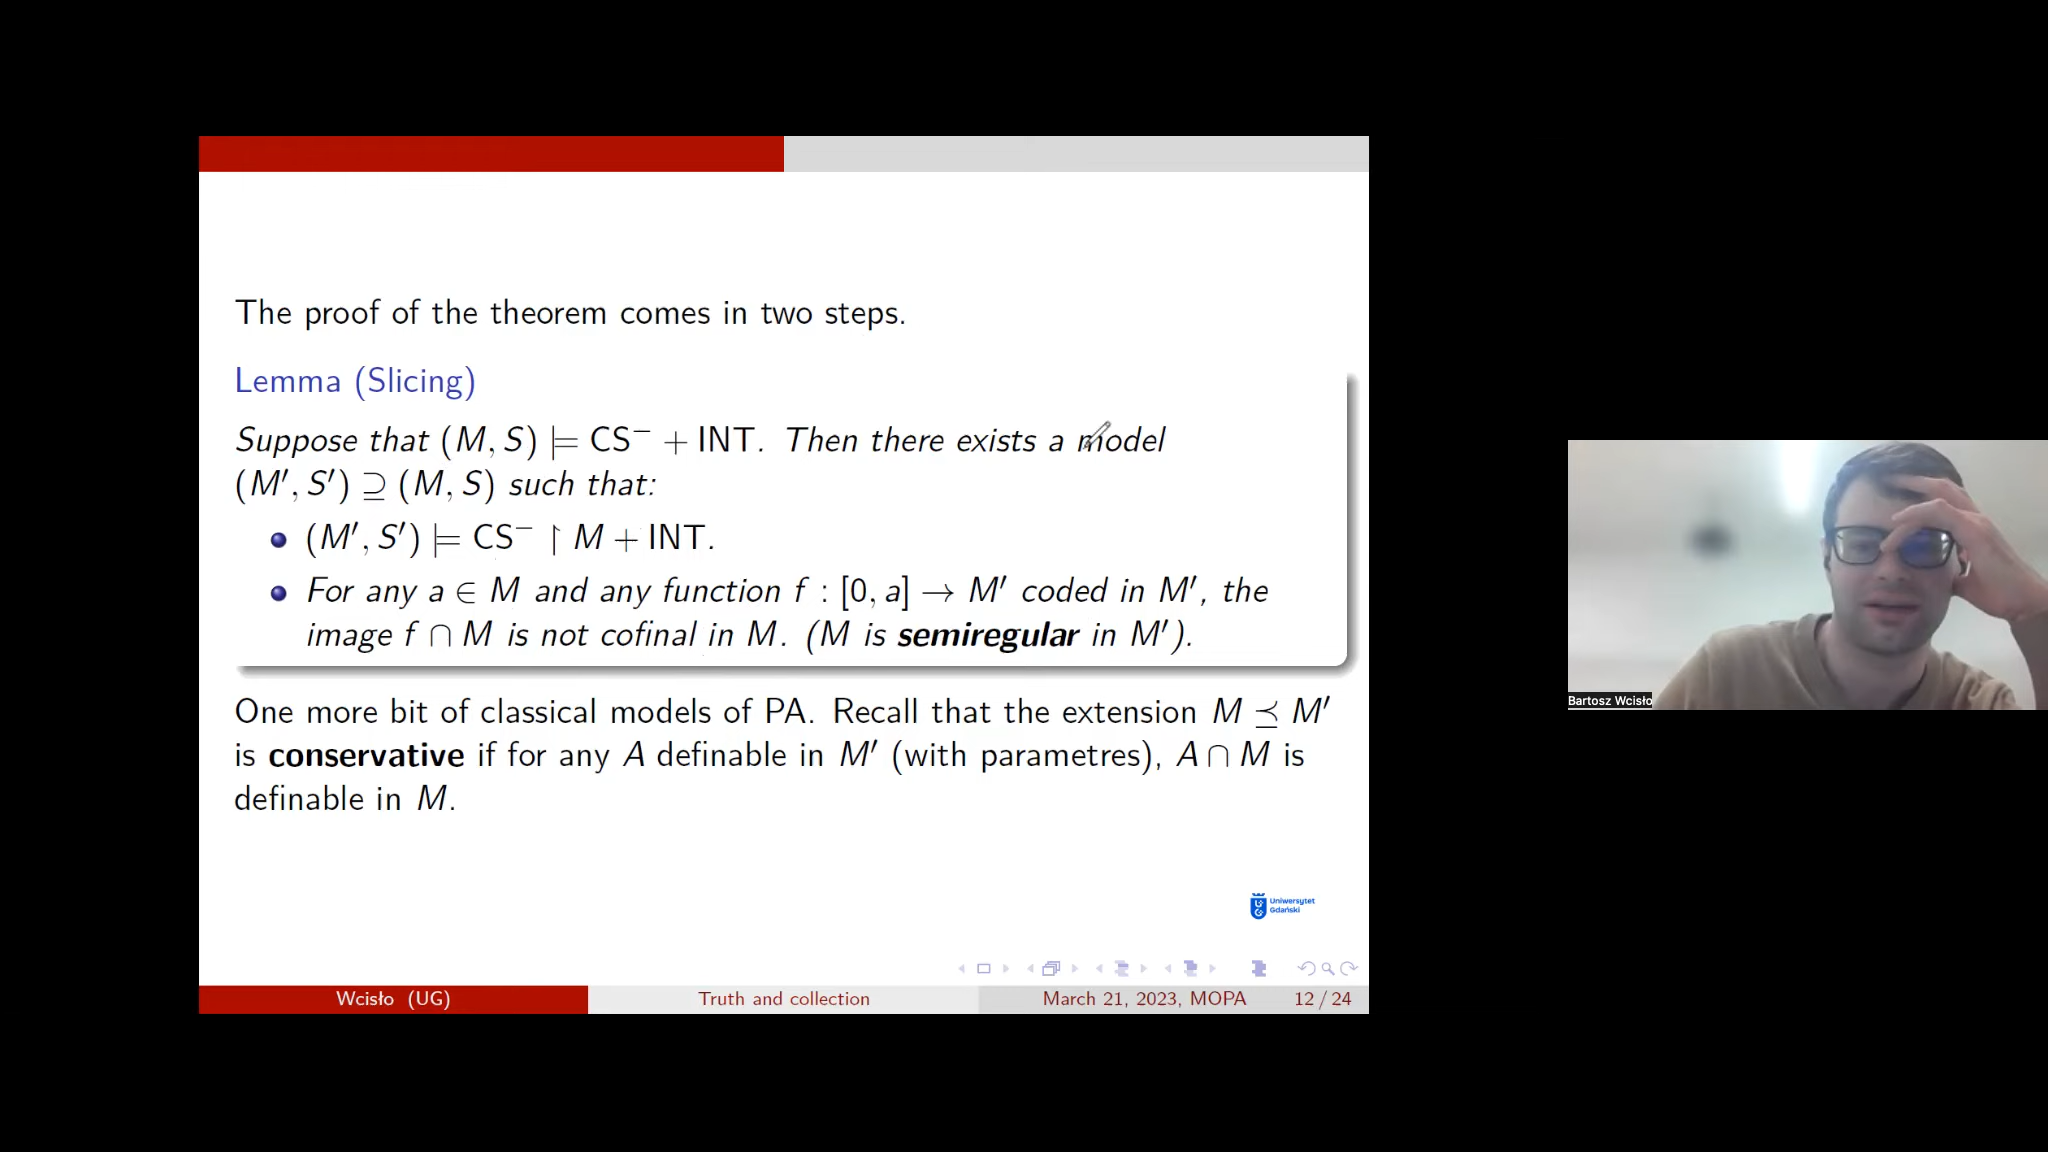 The proof of the theorem comes in two steps.
Lemma (Slicing)
Suppose that (M, S) ⊨ CS⁻ + INT. Then there exists a model
(M′, S′) ⊇ (M, S) such that:
(M′, S′) ⊨ CS⁻ ↾ M + INT.
For any a ∈ M and any function f : [0, a] → M′ coded in M′, the
image f ∩ M is not cofinal in M. (M is semiregular in M′).
One more bit of classical models of PA. Recall that the extension M ⪯ M′
is conservative if for any A definable in M′ (with parametres), A ∩ M is
definable in M.
Uniwersytet
Gdański
Wcisło (UG) Truth and collection March 21, 2023, MOPA 12 / 24
Bartosz Wcisło